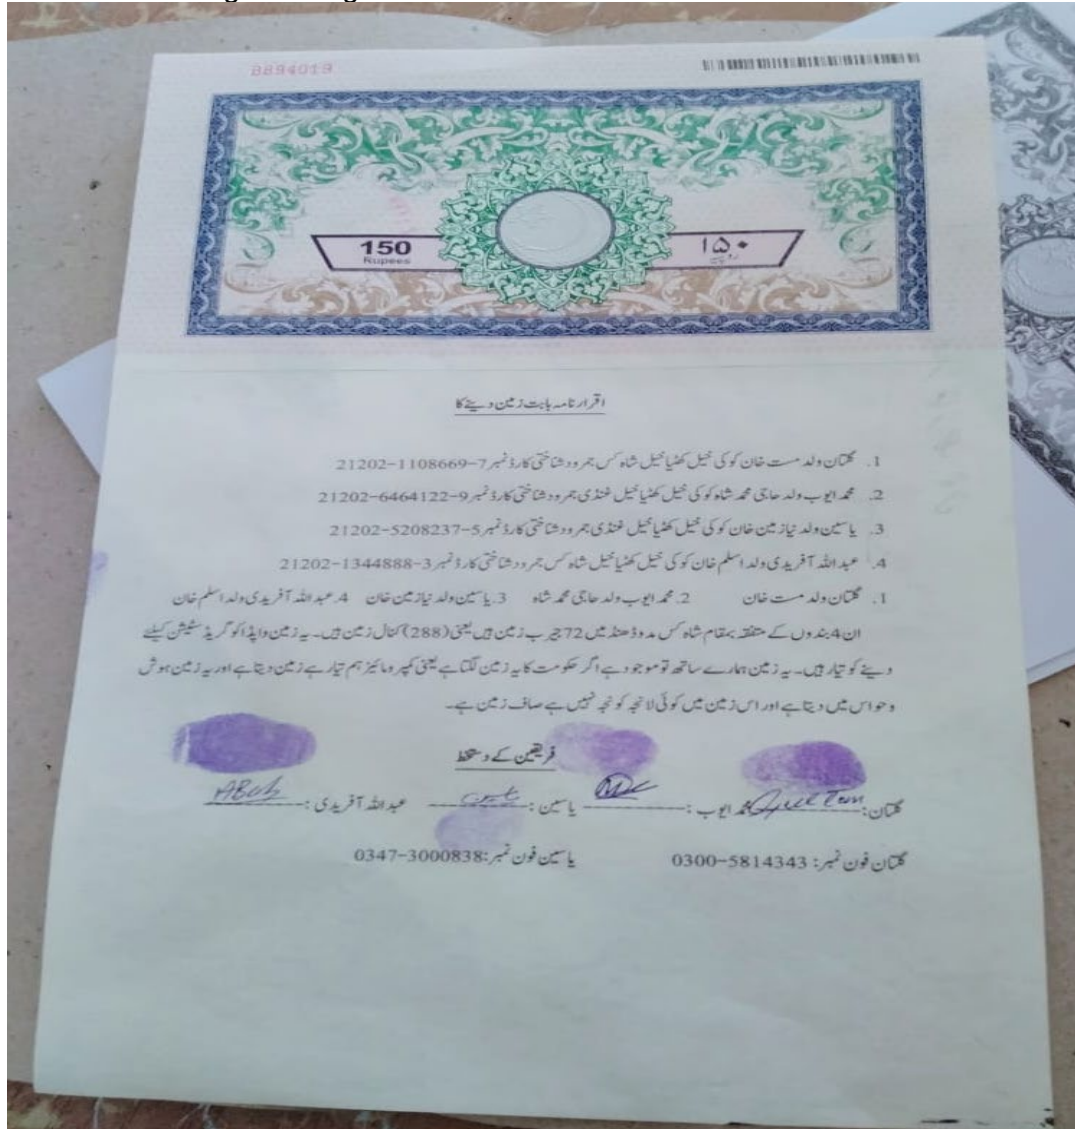 B894019
150
Rupees
۱۵۰
روپیہ
اقرار نامہ بابت زمین دینے کا
1. گلتان ولد مست خان کوکی خیل کھٹیا خیل شاہ کس جمرود شناختی کارڈ نمبر 7-1108669-21202
2. محمد ایوب ولد حاجی محمد شاہ کوکی خیل کھٹیا خیل غنڈی جمرود شناختی کارڈ نمبر 9-6464122-21202
3. یاسین ولد نیاز مین خان کوکی خیل کھٹیا خیل غنڈی جمرود شناختی کارڈ نمبر 5-5208237-21202
4. عبداللہ آفریدی ولد اسلم خان کوکی خیل کھٹیا خیل شاہ کس جمرود شناختی کارڈ نمبر 3-1344888-21202
1. گلتان ولد مست خان 2. محمد ایوب ولد حاجی محمد شاہ 3. یاسین ولد نیاز مین خان 4. عبداللہ آفریدی ولد اسلم خان
ان 4 بندوں کے متفقہ بمقام شاہ کس مدو ڈھنڈ میں 72 جیرب زمین ہیں یعنی (288) کنال زمین ہیں۔ یہ زمین واپڈا کو گریڈ سٹیشن کیلئے
دینے کو تیار ہیں۔ یہ زمین ہمارے ساتھ تو موجود ہے اگر حکومت کا یہ زمین لگتا ہے یعنی کمپرومائیز ہم تیار ہے زمین دیتا ہے اور یہ زمین ہوش
و حواس میں دیتا ہے اور اس زمین میں کوئی لانجہ کونجہ نہیں ہے صاف زمین ہے۔
فریقین کے دستخط
گلتان: محمد ایوب: یاسین: عبداللہ آفریدی:
گلتان فون نمبر: 0300-5814343 یاسین فون نمبر: 0347-3000838